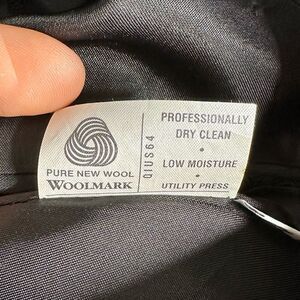 PURE NEW WOOL
WOOLMARK
QIUS64
PROFESSIONALLY
DRY CLEAN
•
LOW MOISTURE
•
UTILITY PRESS